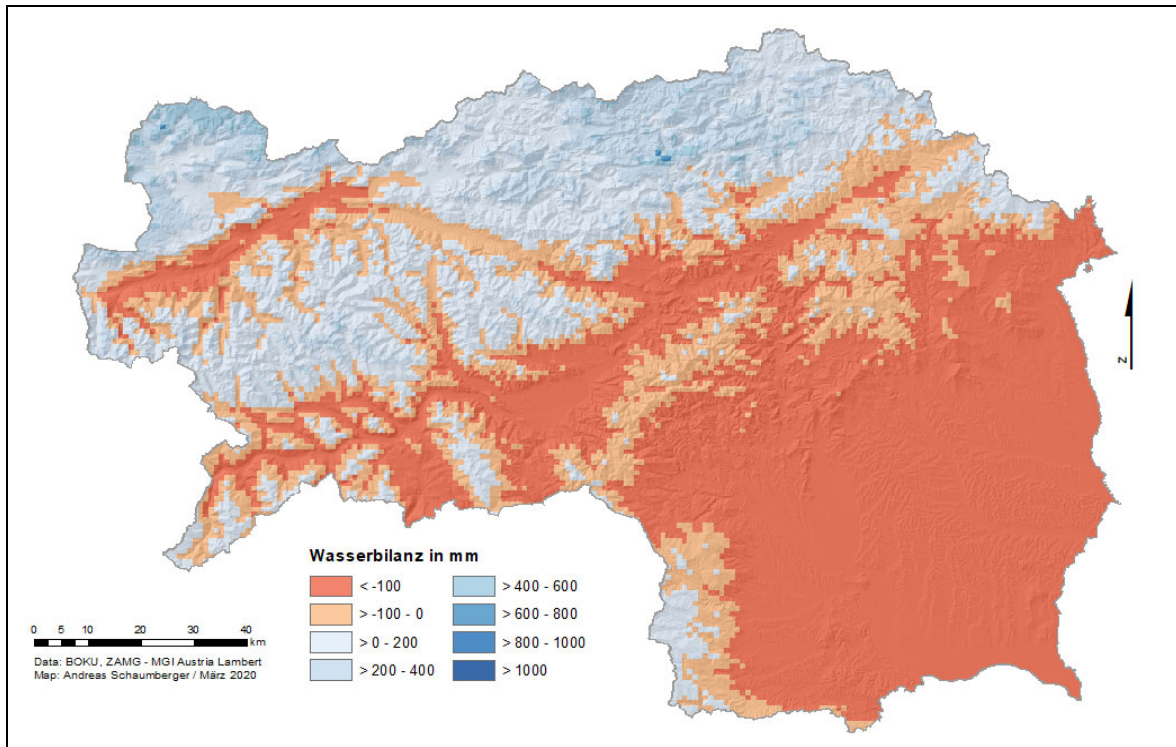 N
Wasserbilanz in mm
< -100
> -100 - 0
> 0 - 200
> 200 - 400
> 400 - 600
> 600 - 800
> 800 - 1000
> 1000
0 5 10 20 30 40
km
Data: BOKU, ZAMG - MGI Austria Lambert
Map: Andreas Schaumberger / März 2020